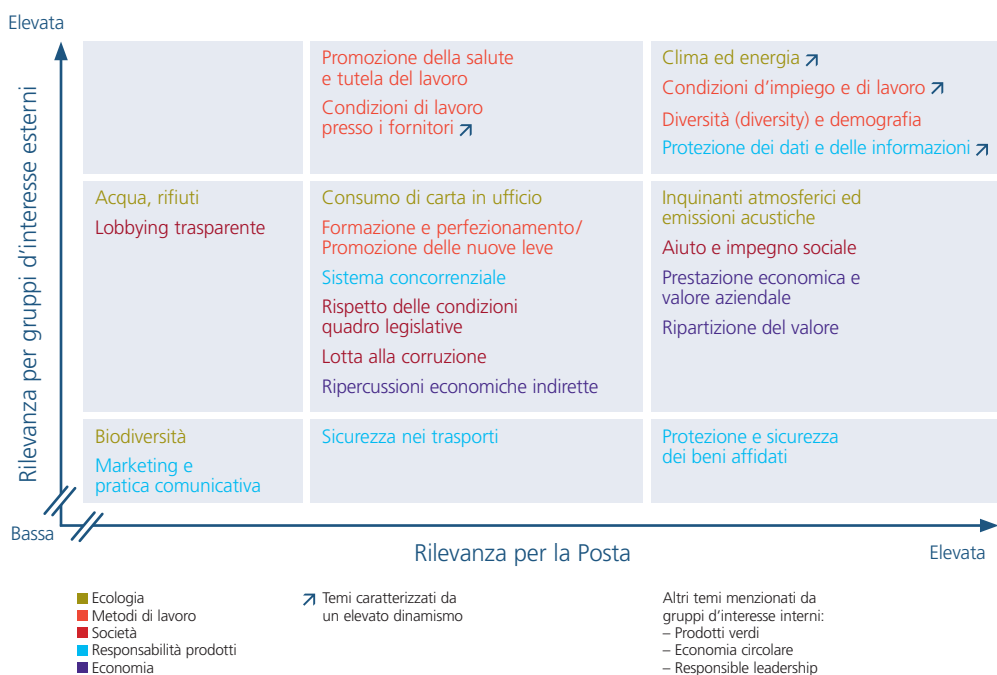 Elevata
Rilevanza per gruppi d'interesse esterni
Promozione della salute
e tutela del lavoro
Condizioni di lavoro
presso i fornitori
Clima ed energia
Condizioni d'impiego e di lavoro
Diversità (diversity) e demografia
Protezione dei dati e delle informazioni
Acqua, rifiuti
Lobbying trasparente
Consumo di carta in ufficio
Formazione e perfezionamento/
Promozione delle nuove leve
Sistema concorrenziale
Rispetto delle condizioni
quadro legislative
Lotta alla corruzione
Ripercussioni economiche indirette
Inquinanti atmosferici ed
emissioni acustiche
Aiuto e impegno sociale
Prestazione economica e
valore aziendale
Ripartizione del valore
Biodiversità
Marketing e
pratica comunicativa
Sicurezza nei trasporti
Protezione e sicurezza
dei beni affidati
Bassa
Rilevanza per la Posta
Elevata
Ecologia
Metodi di lavoro
Società
Responsabilità prodotti
Economia
Temi caratterizzati da
un elevato dinamismo
Altri temi menzionati da
gruppi d'interesse interni:
– Prodotti verdi
– Economia circolare
– Responsible leadership